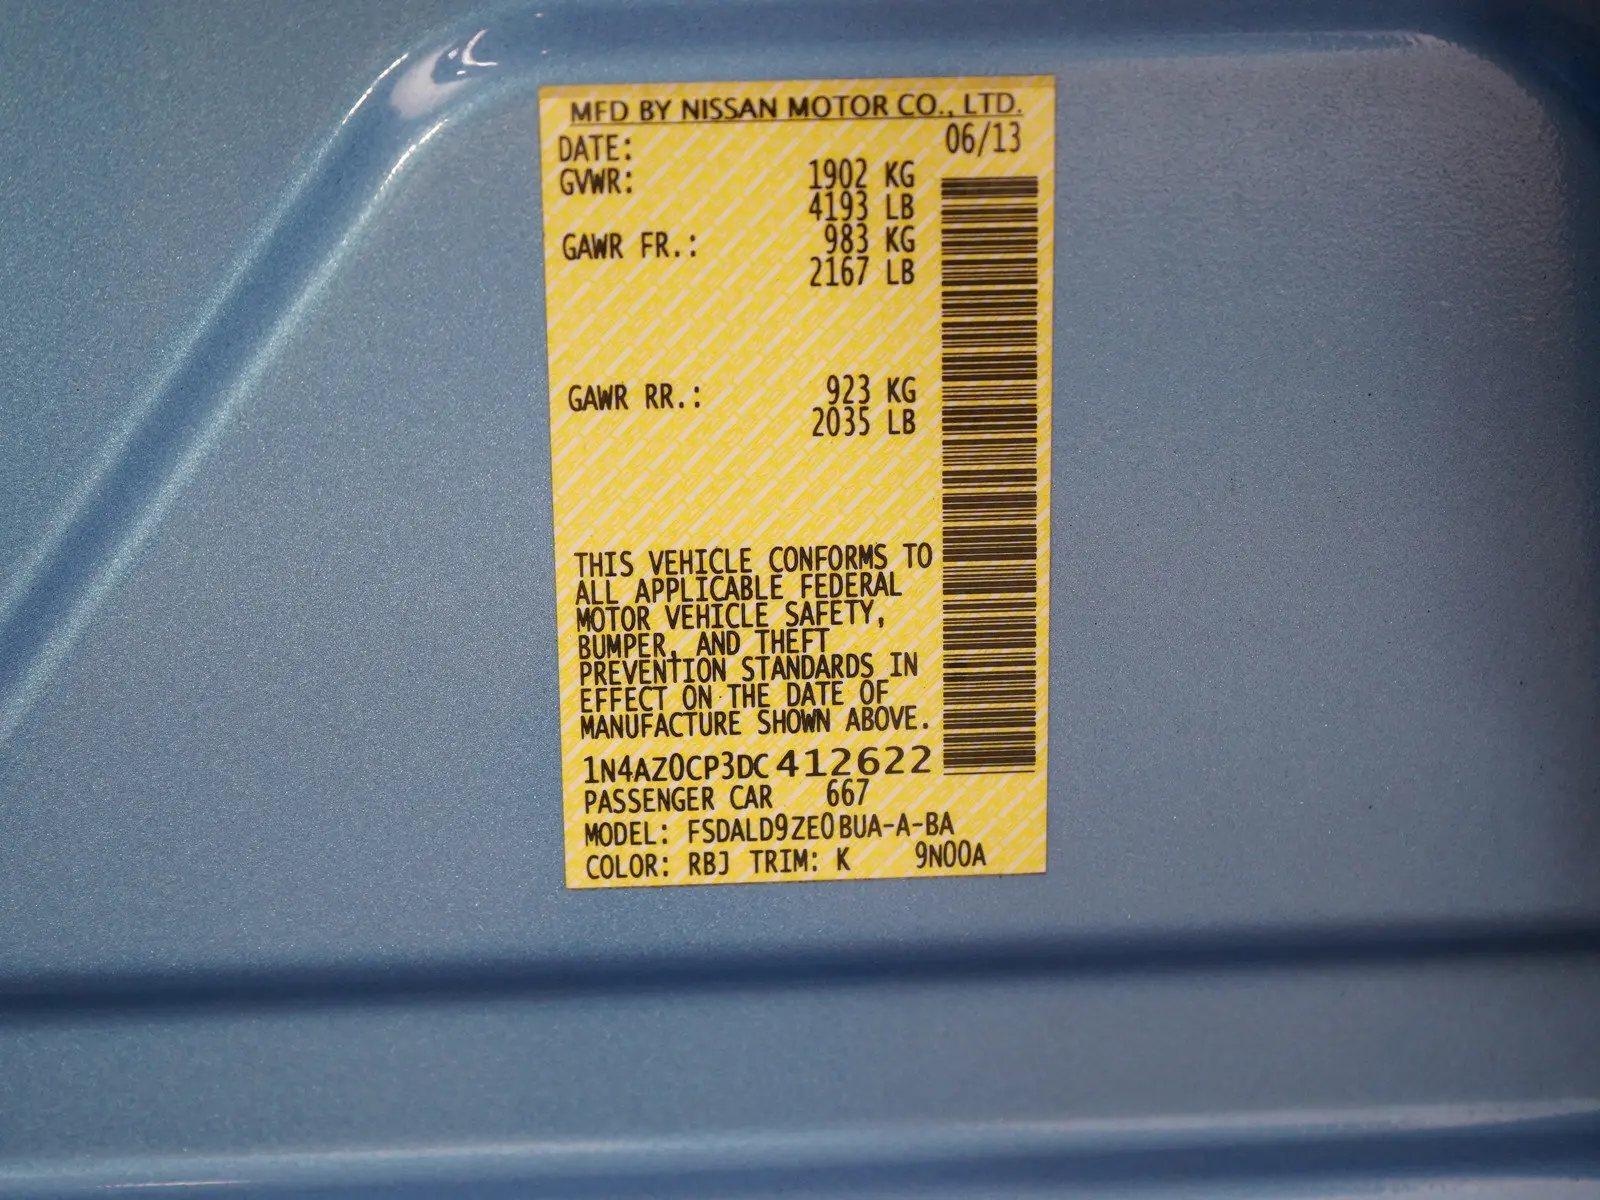 MFD BY NISSAN MOTOR CO., LTD.
DATE: 06/13
GVWR: 1902 KG
4193 LB
GAWR FR.: 983 KG
2167 LB
GAWR RR.: 923 KG
2035 LB
THIS VEHICLE CONFORMS TO
ALL APPLICABLE FEDERAL
MOTOR VEHICLE SAFETY,
BUMPER, AND THEFT
PREVENTION STANDARDS IN
EFFECT ON THE DATE OF
MANUFACTURE SHOWN ABOVE.
1N4AZ0CP3DC412622
PASSENGER CAR 667
MODEL: FSDALD9ZE0BUA-A-BA
COLOR: RBJ TRIM: K 9N00A